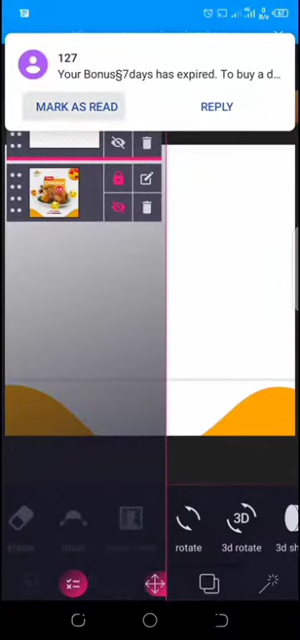 127
Your Bonus§7days has expired. To buy a d...
MARK AS READ
REPLY
rotate
3D
3d rotate
3d sh